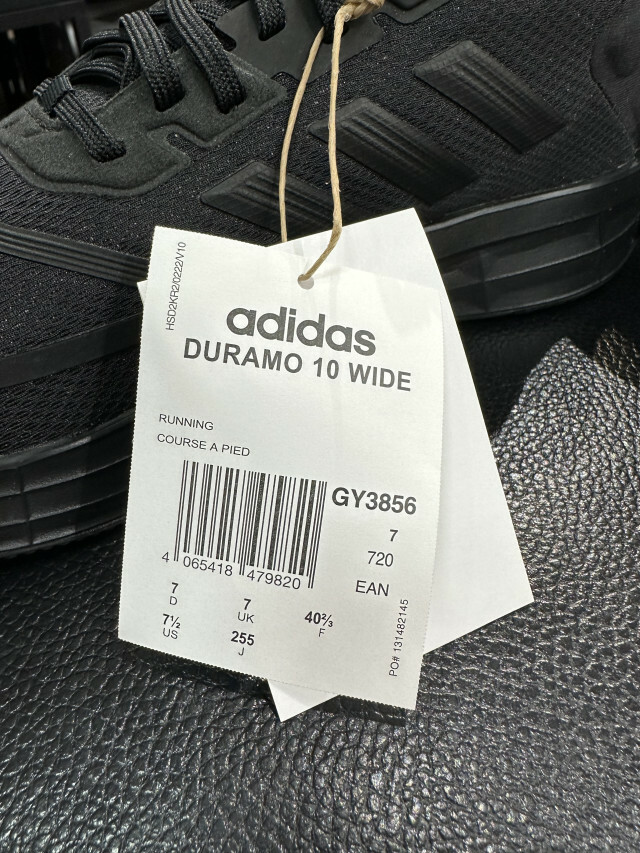 HSD2KR2/0222/V10
adidas
DURAMO 10 WIDE
RUNNING
COURSE A PIED
GY3856
7
720
EAN
4 065418 479820
7 7 40⅔
D UK F
7½ 255
US J
PO# 131482145